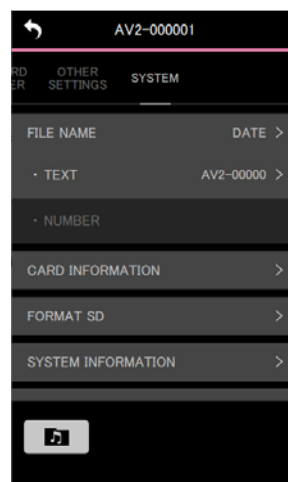 AV2-000001
RD OTHER
ER SETTINGS SYSTEM
FILE NAME DATE >
・TEXT AV2-00000 >
・NUMBER
CARD INFORMATION >
FORMAT SD >
SYSTEM INFORMATION >